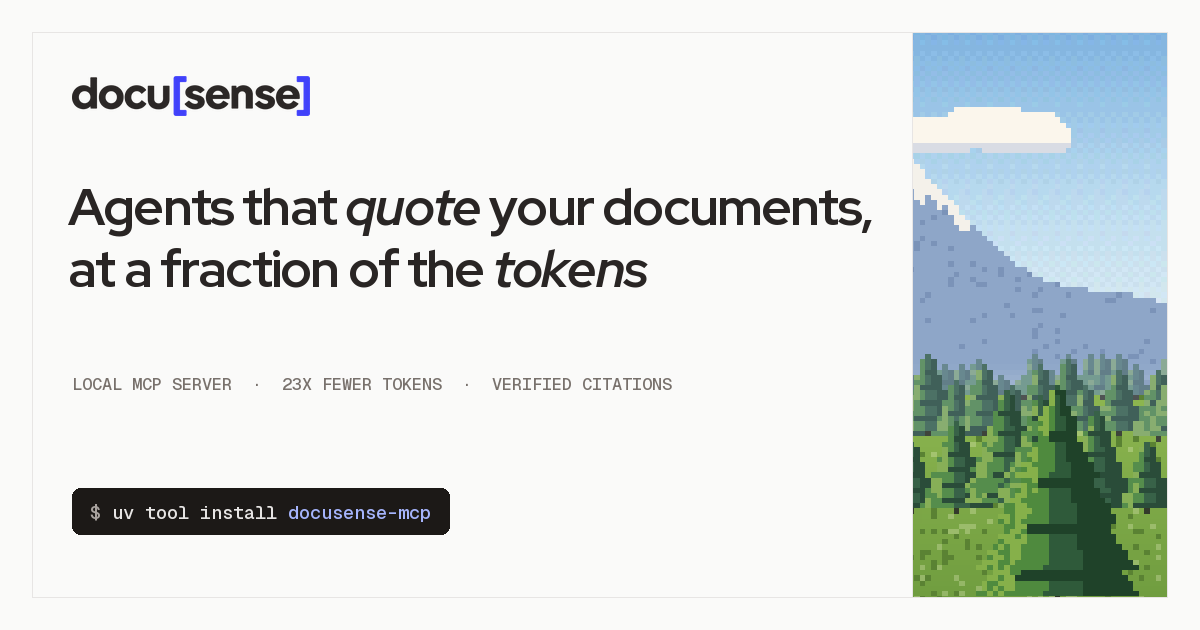 docu[sense]
Agents that quote your documents,
at a fraction of the tokens
LOCAL MCP SERVER · 23X FEWER TOKENS · VERIFIED CITATIONS
$ uv tool install docusense-mcp